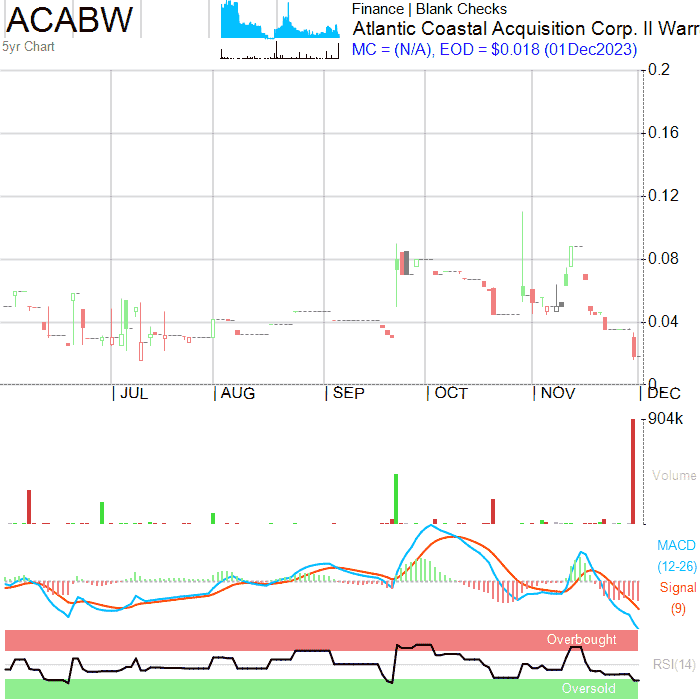 ACABW
5yr Chart
Finance | Blank Checks
Atlantic Coastal Acquisition Corp. II Warr
MC = (N/A), EOD = $0.018 (01Dec2023)
0.2
0.16
0.12
0.08
0.04
0
JUL
AUG
SEP
OCT
NOV
DEC
904k
Volume
MACD
(12-26)
Signal
(9)
Overbought
RSI(14)
Oversold